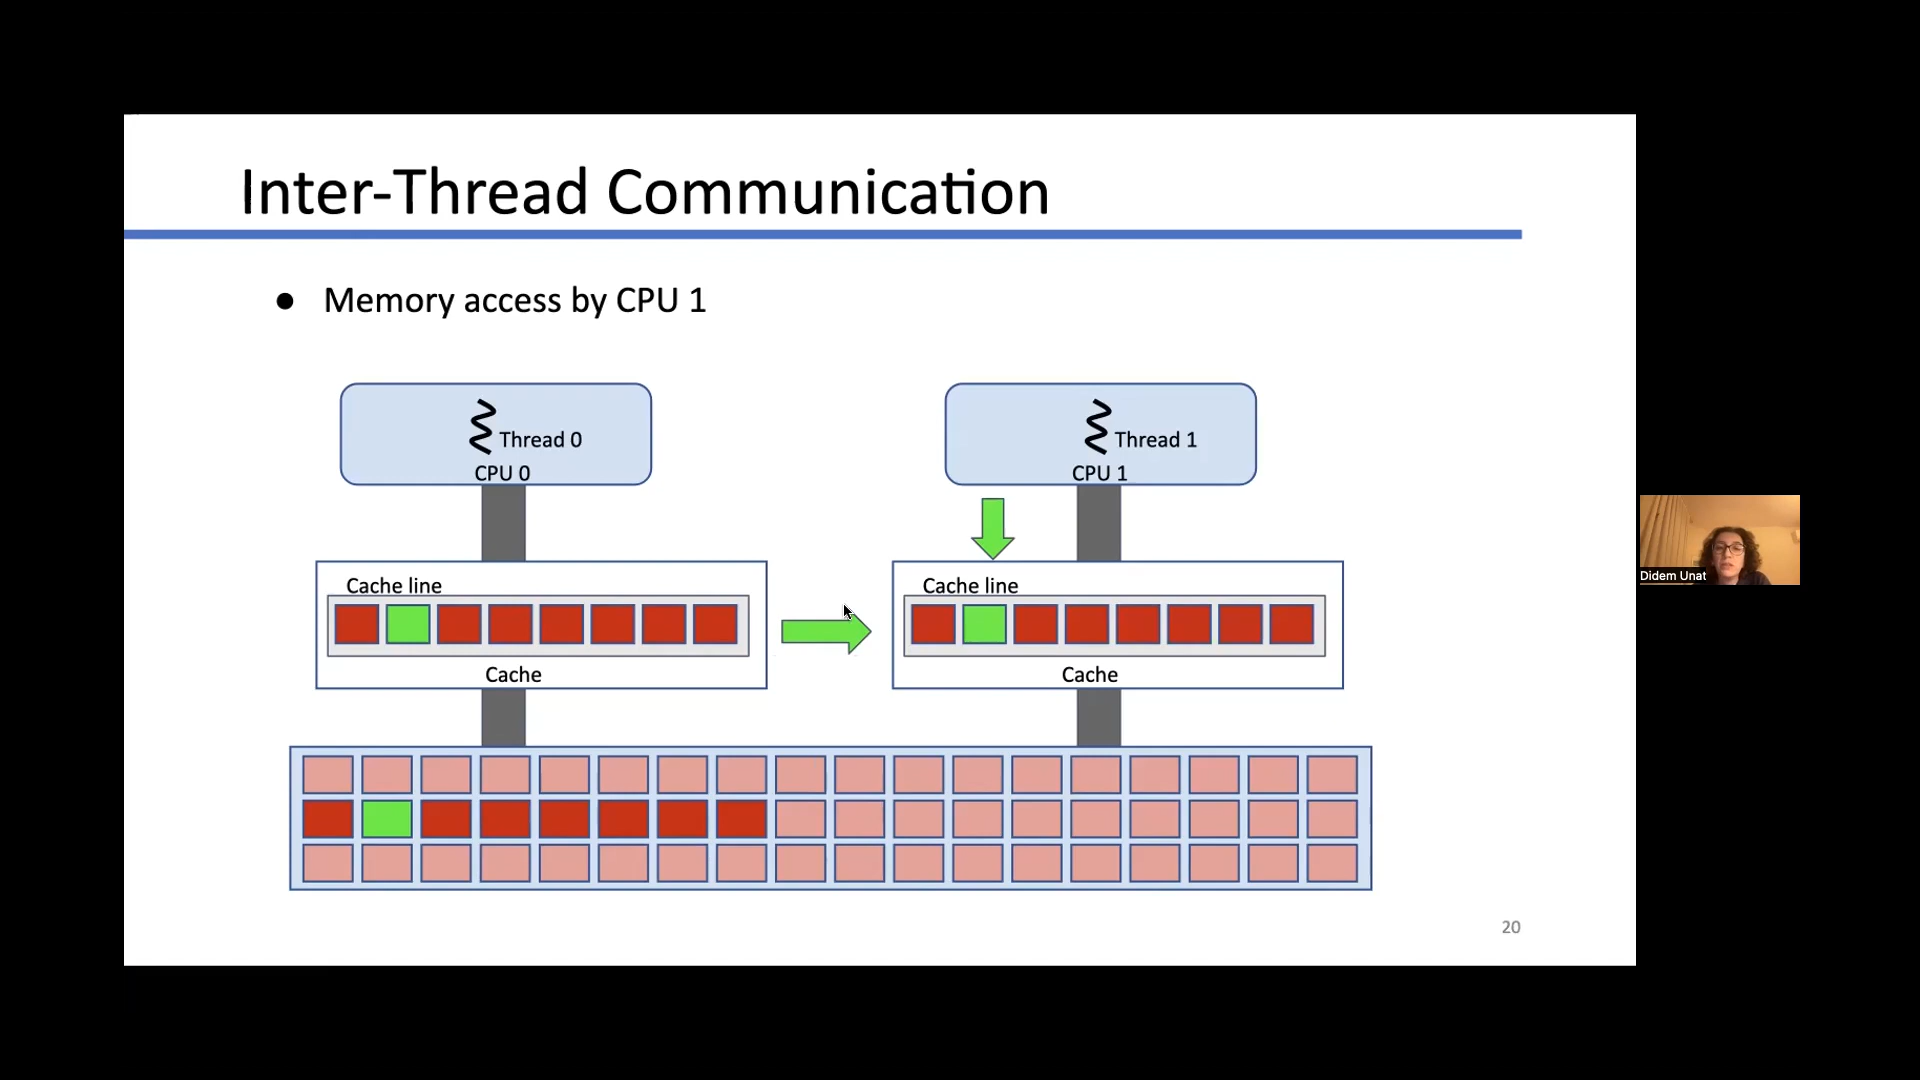 Inter-Thread Communication
● Memory access by CPU 1
Thread 0
CPU 0
Thread 1
CPU 1
Cache line
Cache
Cache line
Cache
Didem Unat
20